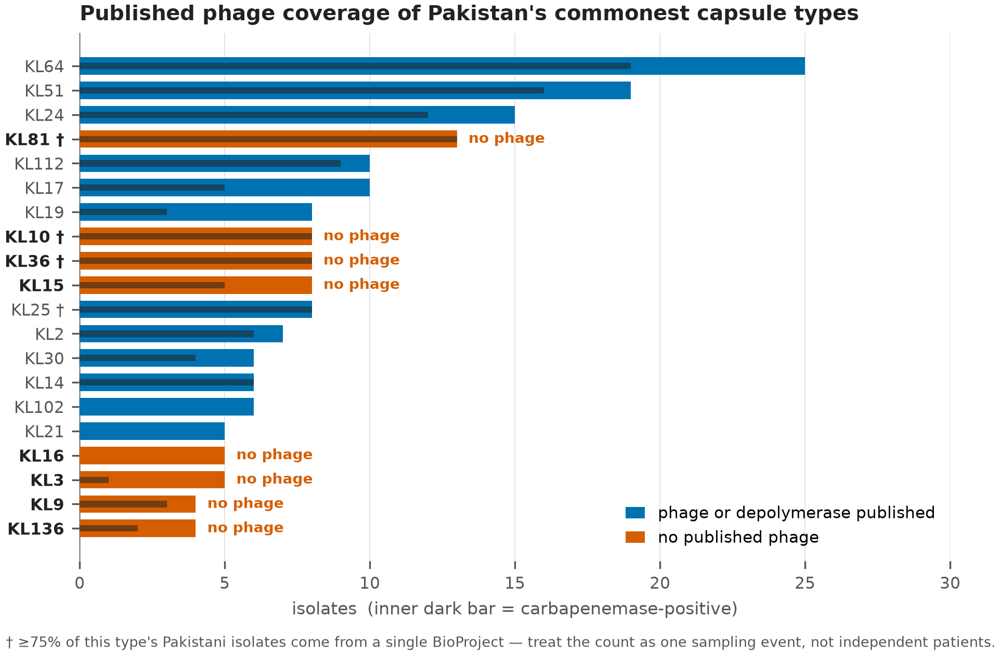 Published phage coverage of Pakistan's commonest capsule types
KL64
KL51
KL24
KL81 † no phage
KL112
KL17
KL19
KL10 † no phage
KL36 † no phage
KL15 no phage
KL25 †
KL2
KL30
KL14
KL102
KL21
KL16 no phage
KL3 no phage
KL9 no phage
KL136 no phage
phage or depolymerase published
no published phage
0 5 10 15 20 25 30
isolates (inner dark bar = carbapenemase-positive)
† ≥75% of this type's Pakistani isolates come from a single BioProject — treat the count as one sampling event, not independent patients.